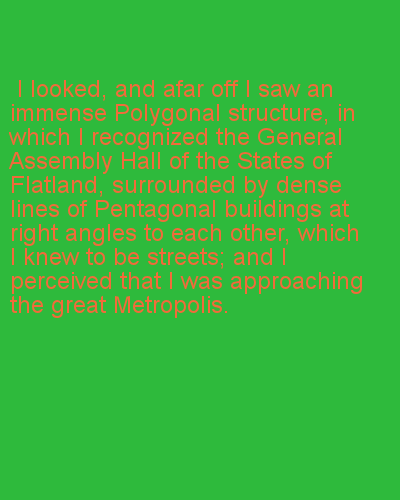 I looked, and afar off I saw an
immense Polygonal structure, in
which I recognized the General
Assembly Hall of the States of
Flatland, surrounded by dense
lines of Pentagonal buildings at
right angles to each other, which
I knew to be streets; and I
perceived that I was approaching
the great Metropolis.